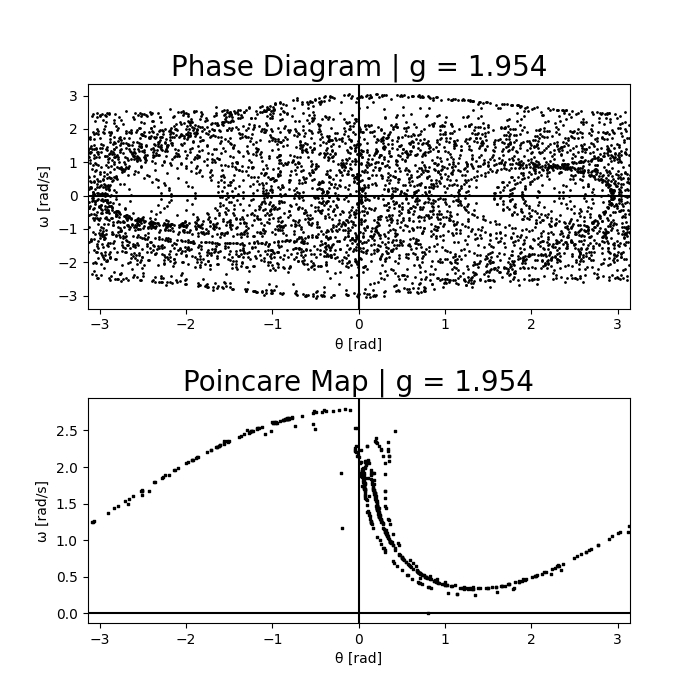 Phase Diagram | g = 1.954
3
2
1
0
−1
−2
−3
ω [rad/s]
−3 −2 −1 0 1 2 3
θ [rad]
Poincare Map | g = 1.954
2.5
2.0
1.5
1.0
0.5
0.0
ω [rad/s]
−3 −2 −1 0 1 2 3
θ [rad]